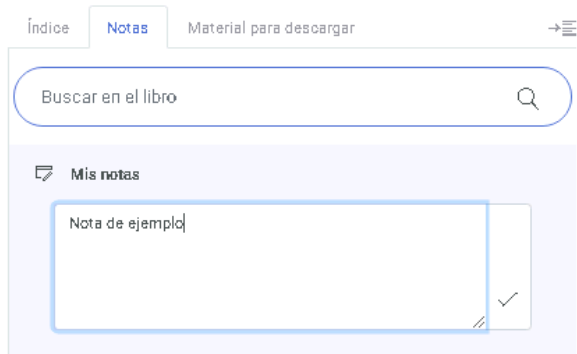 Índice Notas Material para descargar
Buscar en el libro
Mis notas
Nota de ejemplo